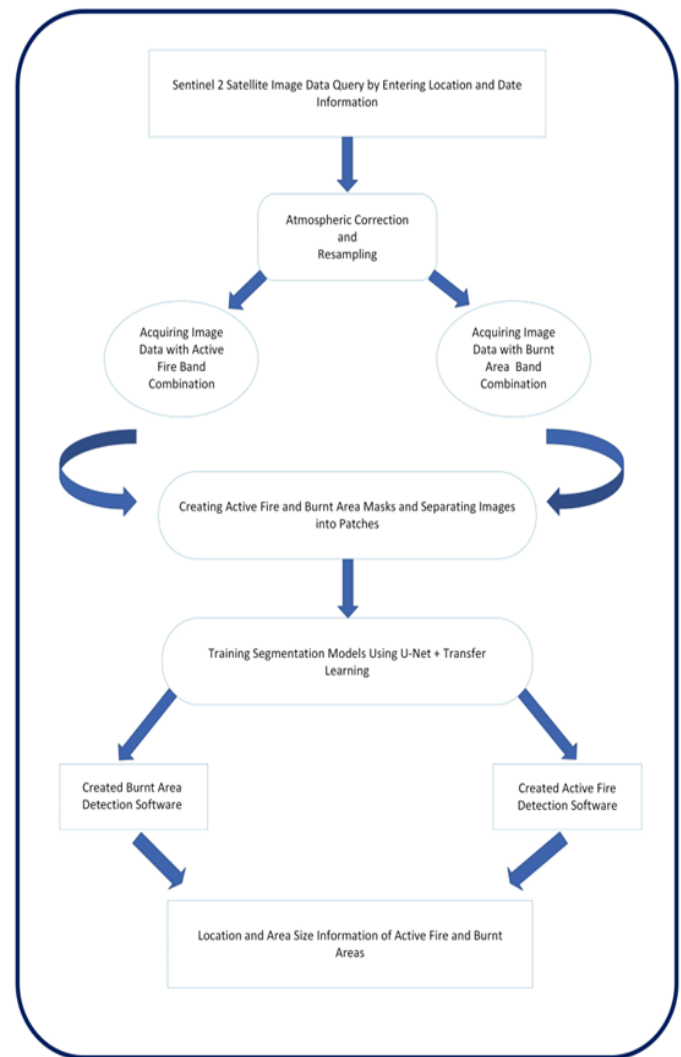 Sentinel 2 Satellite Image Data Query by Entering Location and Date
Information
Atmospheric Correction
and
Resampling
Acquiring Image
Data with Active
Fire Band
Combination
Acquiring Image
Data with Burnt
Area Band
Combination
Creating Active Fire and Burnt Area Masks and Separating Images
into Patches
Training Segmentation Models Using U-Net + Transfer
Learning
Created Burnt Area
Detection Software
Created Active Fire
Detection Software
Location and Area Size Information of Active Fire and Burnt
Areas